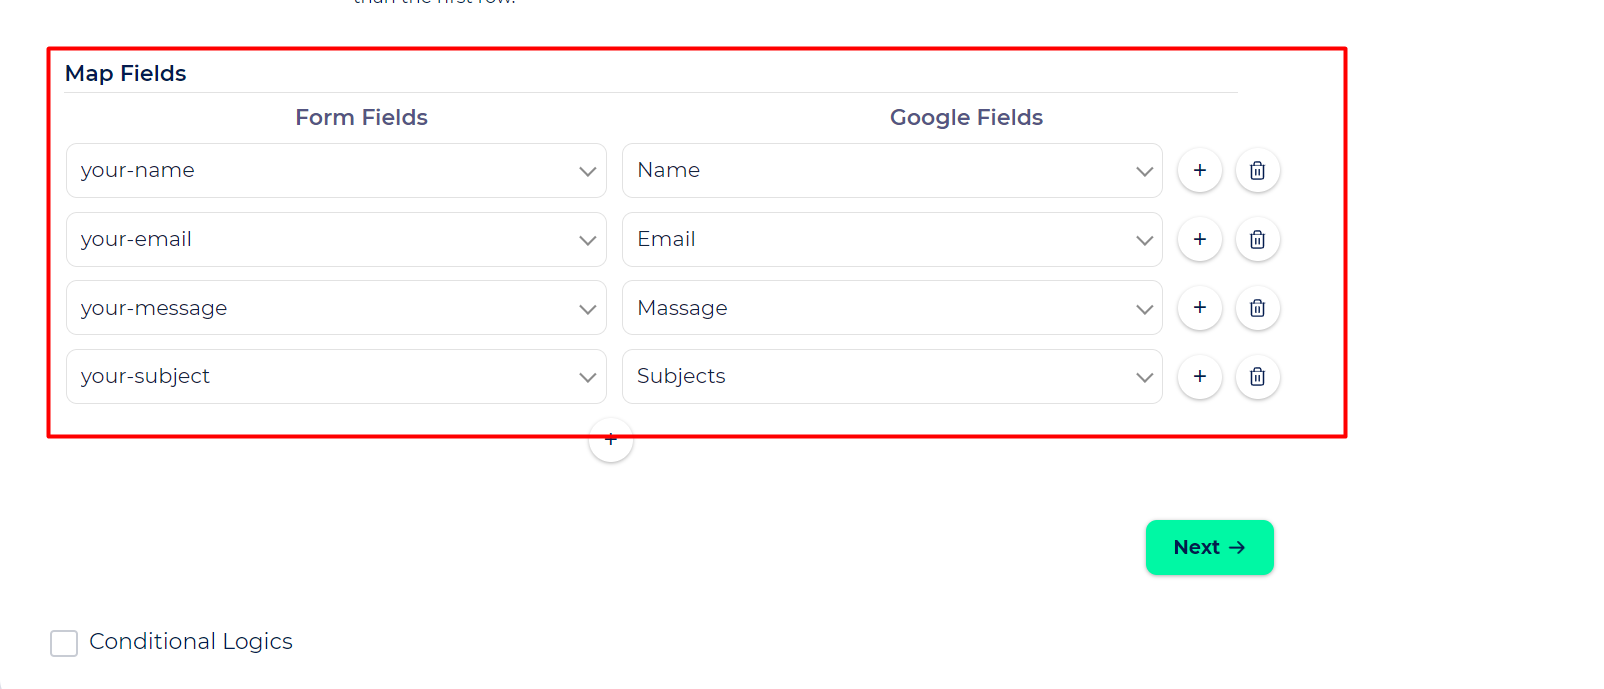 than the first row.
Map Fields
Form Fields Google Fields
your-name Name
your-email Email
your-message Massage
your-subject Subjects
Next →
Conditional Logics